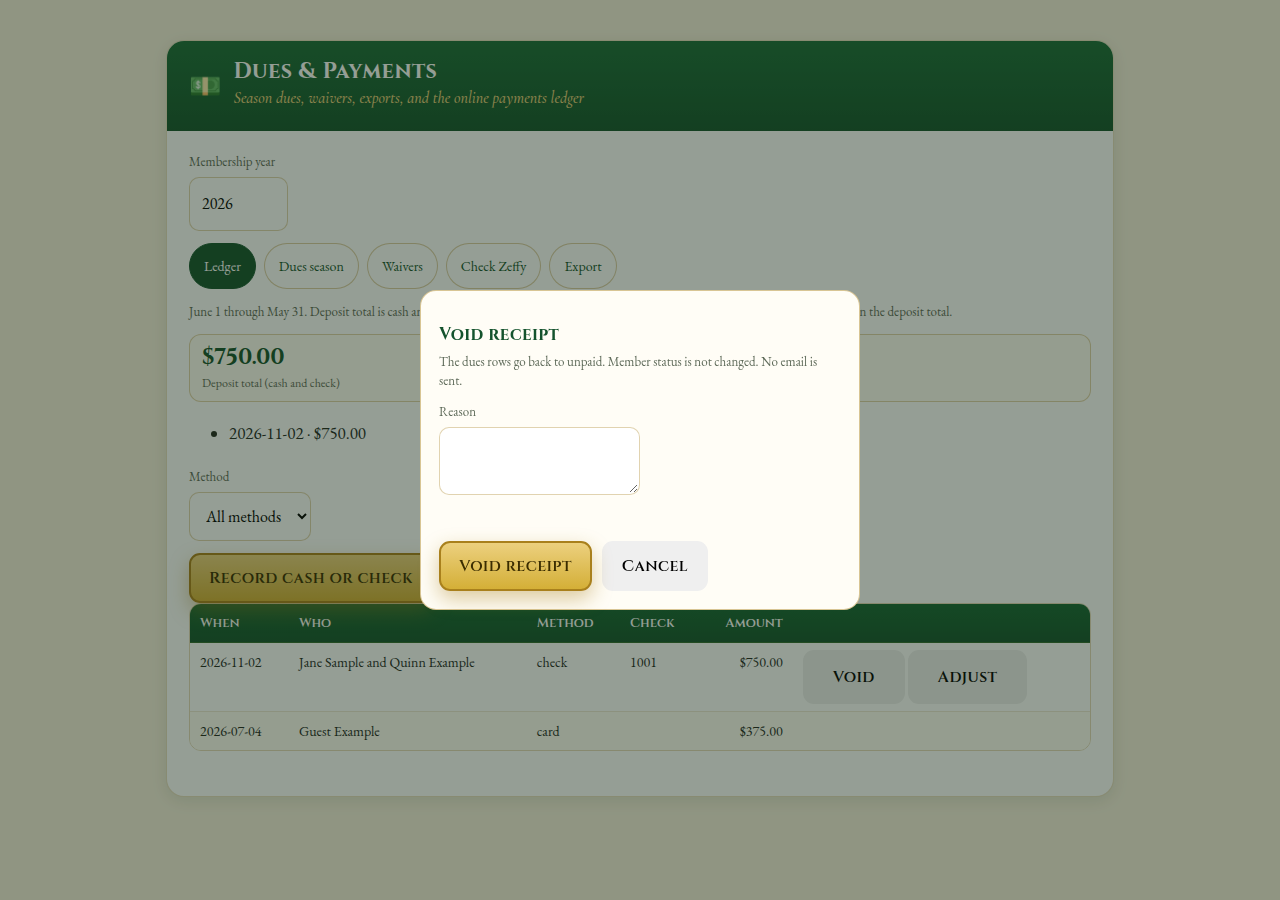 Dues & Payments
Season dues, waivers, exports, and the online payments ledger
Membership year
2026
Ledger Dues season Waivers Check Zeffy Export
June 1 through May 31. Deposit total is cash an
n the deposit total.
$750.00
Deposit total (cash and check)
2026-11-02 · $750.00
Method
All methods
Record cash or check
Void receipt
The dues rows go back to unpaid. Member status is not changed. No email is
sent.
Reason
Void receipt Cancel
When Who Method Check Amount
2026-11-02 Jane Sample and Quinn Example check 1001 $750.00 Void Adjust
2026-07-04 Guest Example card $375.00